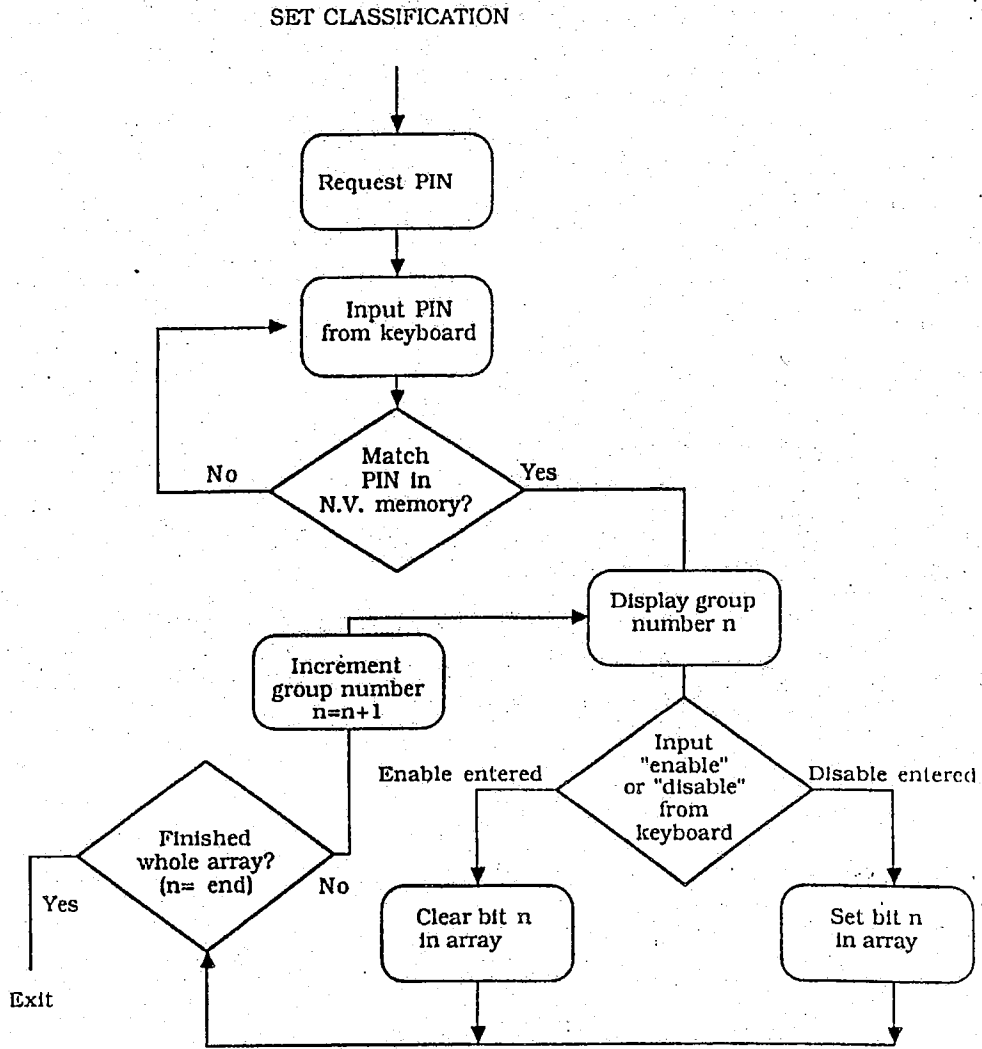 SET CLASSIFICATION
Request PIN
Input PIN
from keyboard
Match
PIN in
N.V. memory?
No
Yes
Display group
number n
Increment
group number
n=n+1
Input
"enable"
or "disable"
from
keyboard
Enable entered
Disable entered
Finished
whole array?
(n= end)
No
Yes
Clear bit n
in array
Set bit n
in array
Exit